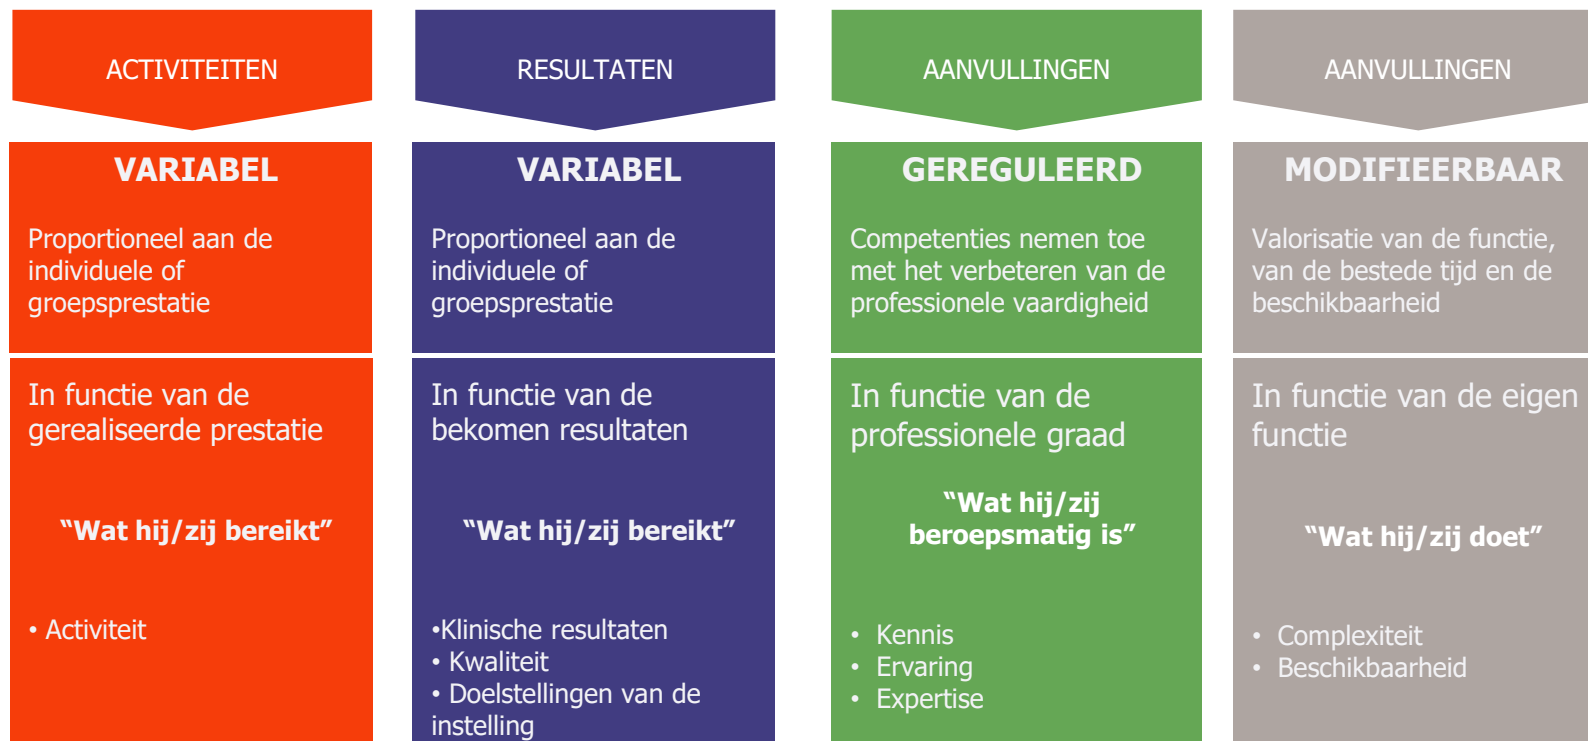 ACTIVITEITEN
VARIABEL
Proportioneel aan de
individuele of
groepsprestatie
In functie van de
gerealiseerde prestatie
“Wat hij/zij bereikt”
• Activiteit
RESULTATEN
VARIABEL
Proportioneel aan de
individuele of
groepsprestatie
In functie van de
bekomen resultaten
“Wat hij/zij bereikt”
•Klinische resultaten
• Kwaliteit
• Doelstellingen van de
instelling
AANVULLINGEN
GEREGULEERD
Competenties nemen toe
met het verbeteren van de
professionele vaardigheid
In functie van de
professionele graad
“Wat hij/zij
beroepsmatig is”
• Kennis
• Ervaring
• Expertise
AANVULLINGEN
MODIFIEERBAAR
Valorisatie van de functie,
van de bestede tijd en de
beschikbaarheid
In functie van de eigen
functie
“Wat hij/zij doet”
• Complexiteit
• Beschikbaarheid